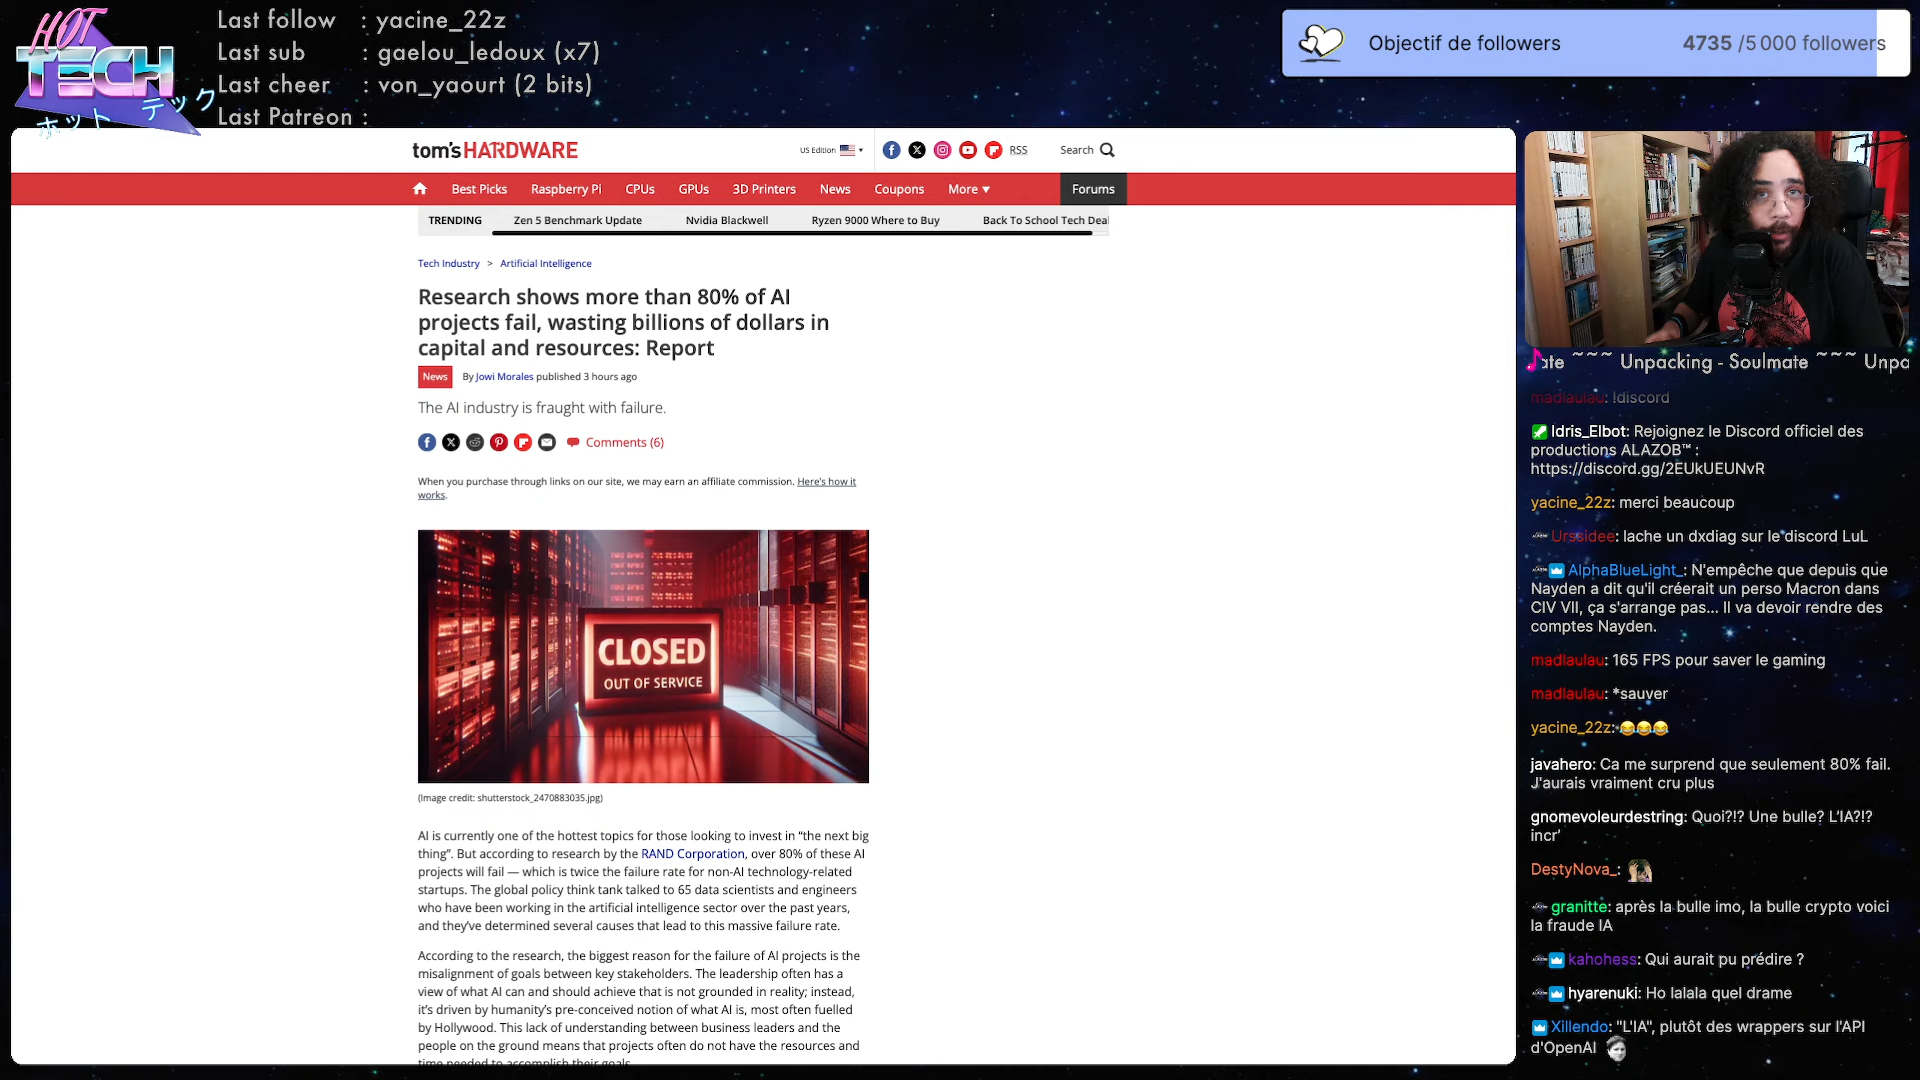 HOT
TECH
ホット テック
Last follow : yacine_22z
Last sub : gaelou_ledoux (x7)
Last cheer : von_yaourt (2 bits)
Last Patreon :
Objectif de followers 4735 /5 000 followers
tom's HARDWARE
US Edition
RSS
Search
Best Picks Raspberry Pi CPUs GPUs 3D Printers News Coupons More ▼ Forums
TRENDING Zen 5 Benchmark Update Nvidia Blackwell Ryzen 9000 Where to Buy Back To School Tech Dea
Tech Industry > Artificial Intelligence
Research shows more than 80% of AI
projects fail, wasting billions of dollars in
capital and resources: Report
News By Jowi Morales published 3 hours ago
The AI industry is fraught with failure.
Comments (6)
When you purchase through links on our site, we may earn an affiliate commission. Here's how it
works.
CLOSED
OUT OF SERVICE
(Image credit: shutterstock_2470883035.jpg)
AI is currently one of the hottest topics for those looking to invest in “the next big
thing”. But according to research by the RAND Corporation, over 80% of these AI
projects will fail — which is twice the failure rate for non-AI technology-related
startups. The global policy think tank talked to 65 data scientists and engineers
who have been working in the artificial intelligence sector over the past years,
and they’ve determined several causes that lead to this massive failure rate.
According to the research, the biggest reason for the failure of AI projects is the
misalignment of goals between key stakeholders. The leadership often has a
view of what AI can and should achieve that is not grounded in reality; instead,
it’s driven by humanity’s pre-conceived notion of what AI is, most often fuelled
by Hollywood. This lack of understanding between business leaders and the
people on the ground means that projects often do not have the resources and
time needed to accomplish their goals.
ate ~~~ Unpacking - Soulmate ~~~ Unpa
madlaulau: !discord
Idris_Elbot: Rejoignez le Discord officiel des
productions ALAZOB™ :
https://discord.gg/2EUkUEUNvR
yacine_22z: merci beaucoup
Urssidee: lache un dxdiag sur le discord LuL
AlphaBlueLight_: N'empêche que depuis que
Nayden a dit qu'il créerait un perso Macron dans
CIV VII, ça s'arrange pas... Il va devoir rendre des
comptes Nayden.
madlaulau: 165 FPS pour saver le gaming
madlaulau: *sauver
yacine_22z: 😂😂😂
javahero: Ca me surprend que seulement 80% fail.
J'aurais vraiment cru plus
gnomevoleurdestring: Quoi?!? Une bulle? L’IA?!?
incr’
DestyNova_:
granitte: après la bulle imo, la bulle crypto voici
la fraude IA
kahohess: Qui aurait pu prédire ?
hyarenuki: Ho lalala quel drame
Xillendo: "L'IA", plutôt des wrappers sur l'API
d'OpenAI